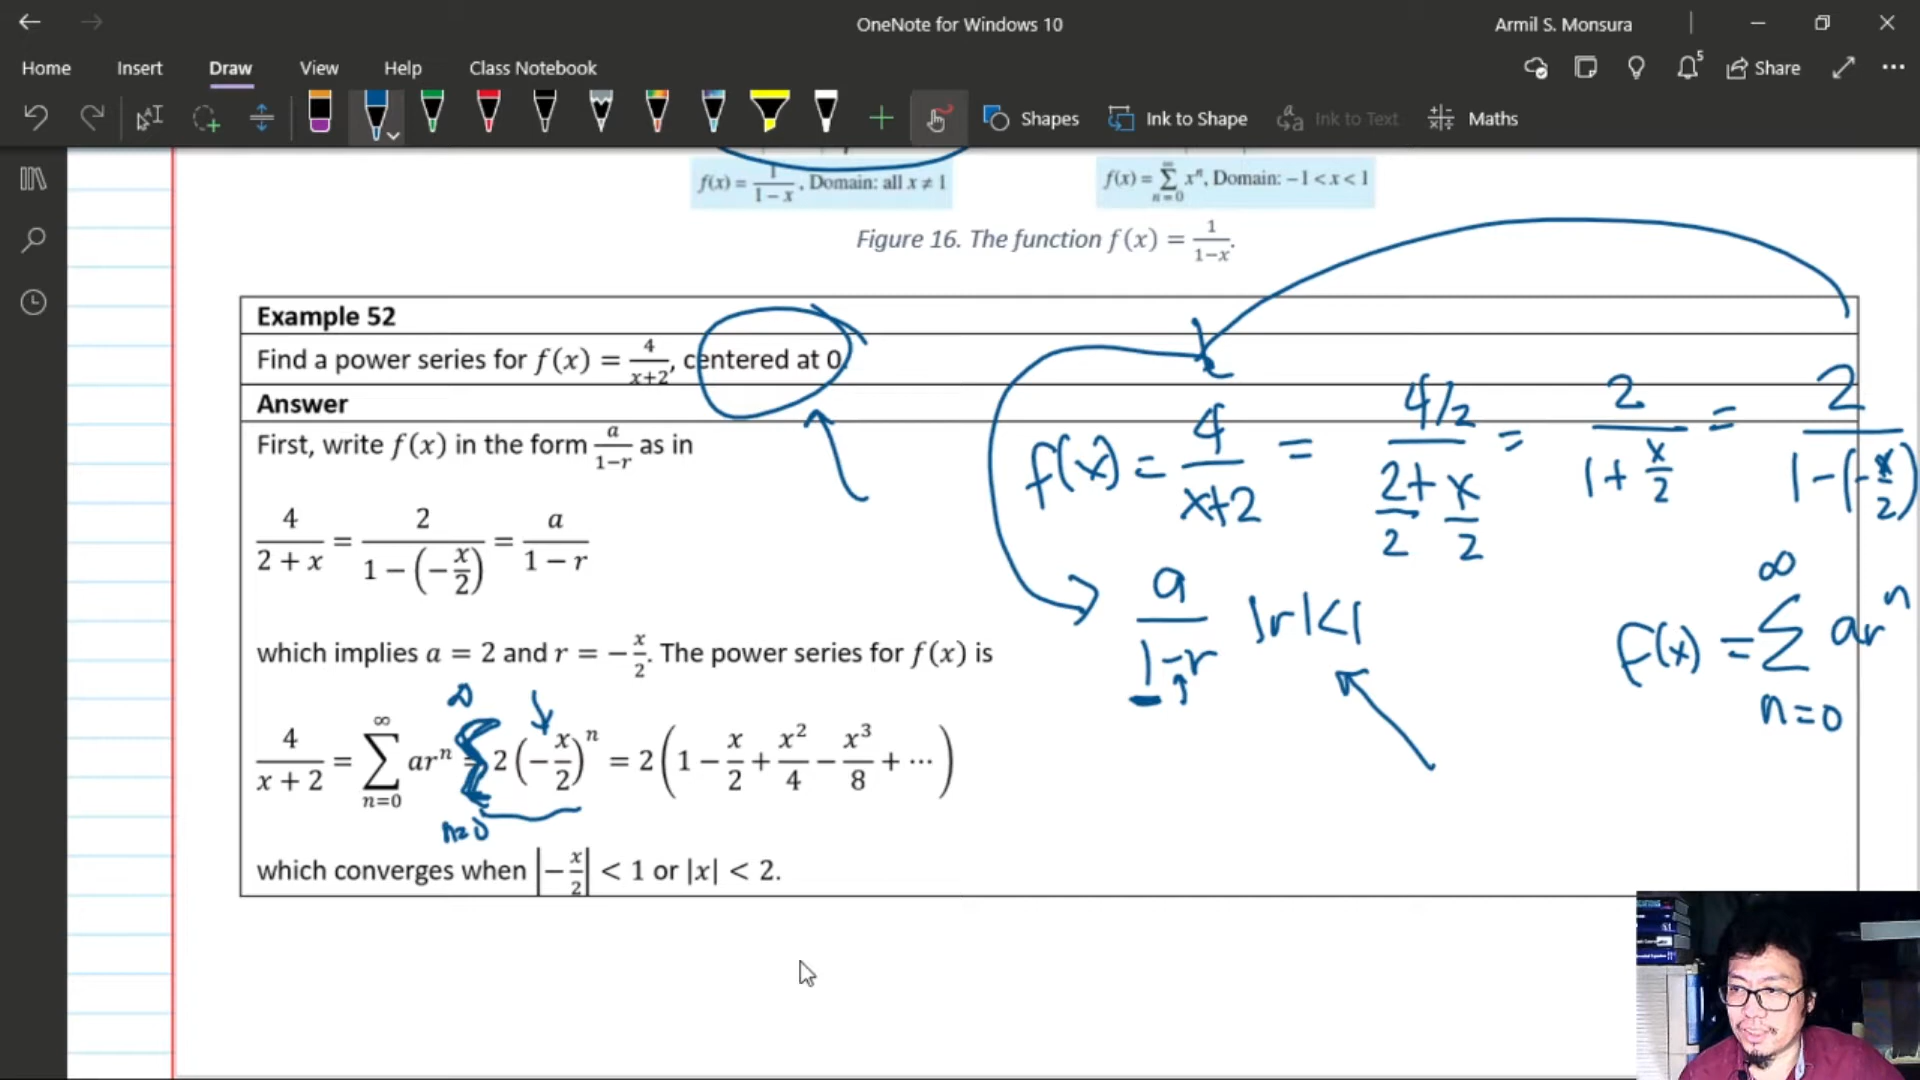 OneNote for Windows 10
Armil S. Monsura
Home Insert Draw View Help Class Notebook
5 Share
Shapes Ink to Shape Ink to Text Maths
f(x) = 1/(1 − x), Domain: all x ≠ 1
f(x) = ∑_{n=0}^{∞} xⁿ, Domain: −1 < x < 1
Figure 16. The function f(x) = 1/(1−x).
Example 52
Find a power series for f(x) = 4/(x+2), centered at 0.
Answer
First, write f(x) in the form a/(1−r) as in
4/(2 + x) = 2/(1 − (−x/2)) = a/(1 − r)
which implies a = 2 and r = −x/2. The power series for f(x) is
4/(x + 2) = ∑_{n=0}^{∞} arⁿ = ∑_{n=0}^{∞} 2(−x/2)ⁿ = 2(1 − x/2 + x²/4 − x³/8 + ⋯)
which converges when |−x/2| < 1 or |x| < 2.
f(x) = 4/(x+2) = (4/2)/(2/2 + x/2) = 2/(1 + x/2) = 2/(1 − (−x/2))
a/(1−r) |r|<1
f(x) = ∑_{n=0}^{∞} arⁿ